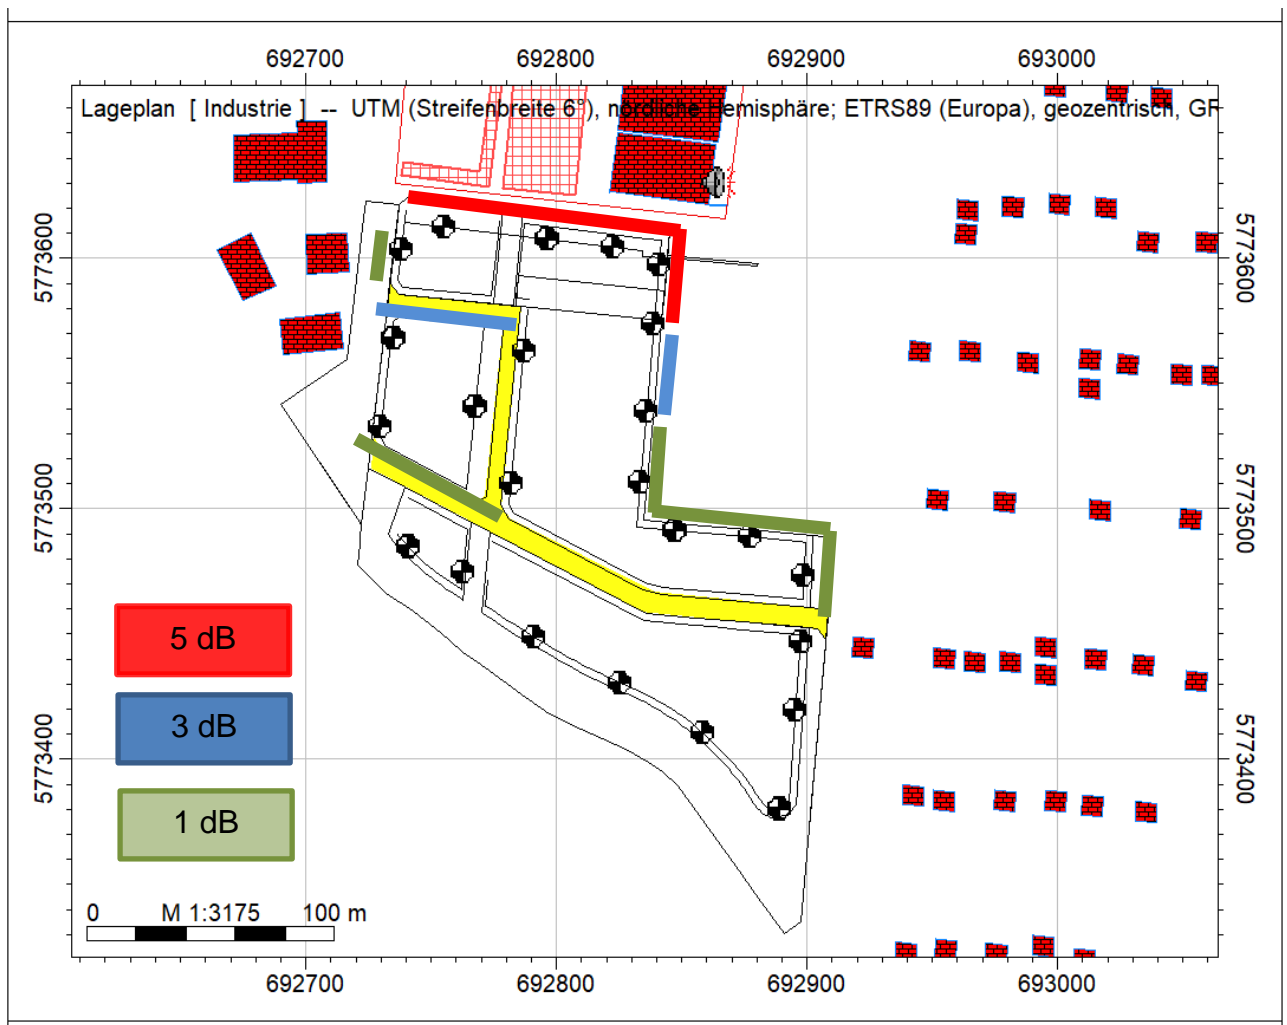 692700 692800 692900 693000
Lageplan [ Industrie ] -- UTM (Streifenbreite 6°), nördliche Hemisphäre; ETRS89 (Europa), geozentrisch, GR
5773600 5773600
5773500 5773500
5 dB
3 dB
5773400 5773400
1 dB
0 M 1:3175 100 m
692700 692800 692900 693000